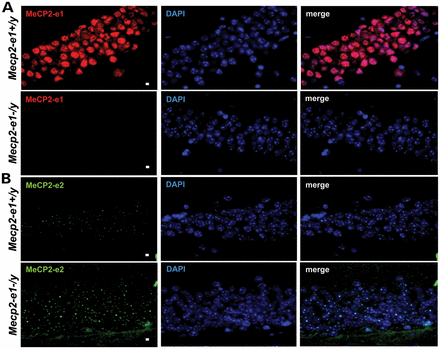 A
Mecp2-e1+/y
MeCP2-e1
DAPI
merge
Mecp2-e1-/y
MeCP2-e1
DAPI
merge
B
Mecp2-e1+/y
MeCP2-e2
DAPI
merge
Mecp2-e1-/y
MeCP2-e2
DAPI
merge